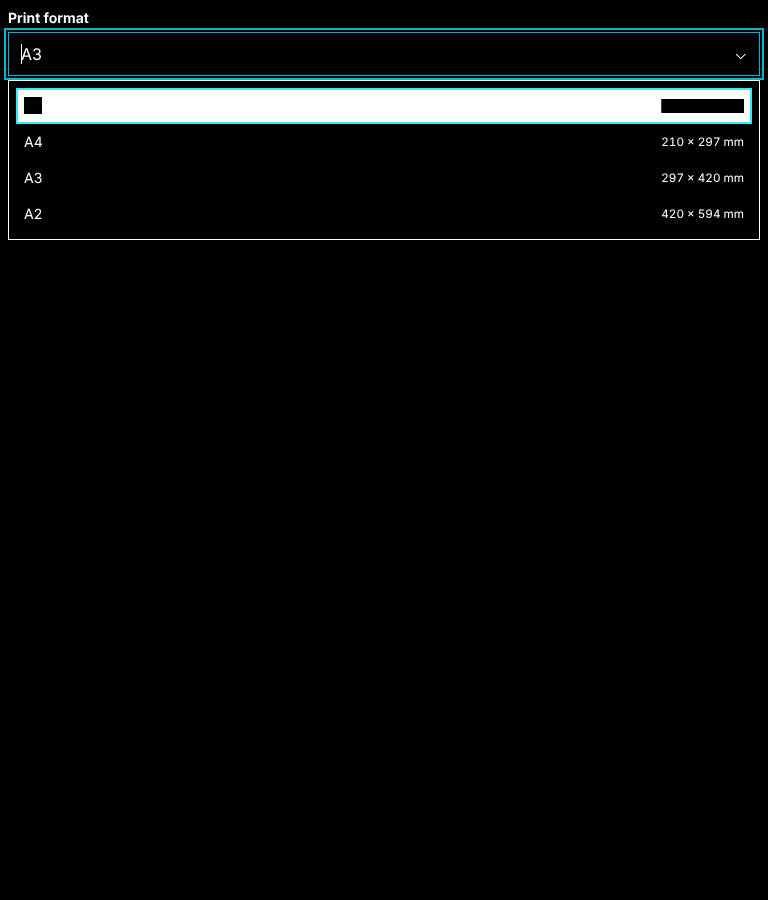 Print format
A3
A4 210 × 297 mm
A3 297 × 420 mm
A2 420 × 594 mm